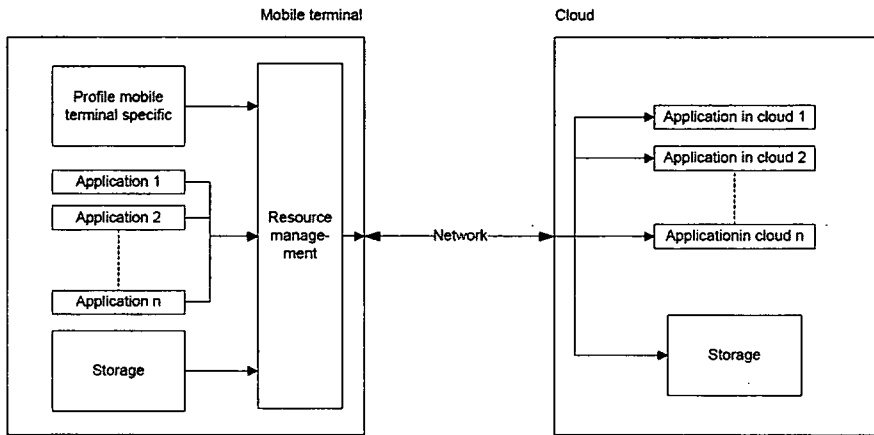 Mobile terminal
Cloud
Profile mobile
terminal specific
Application 1
Application 2
Application n
Storage
Resource
manage-
ment
Network
Application in cloud 1
Application in cloud 2
Applicationin cloud n
Storage